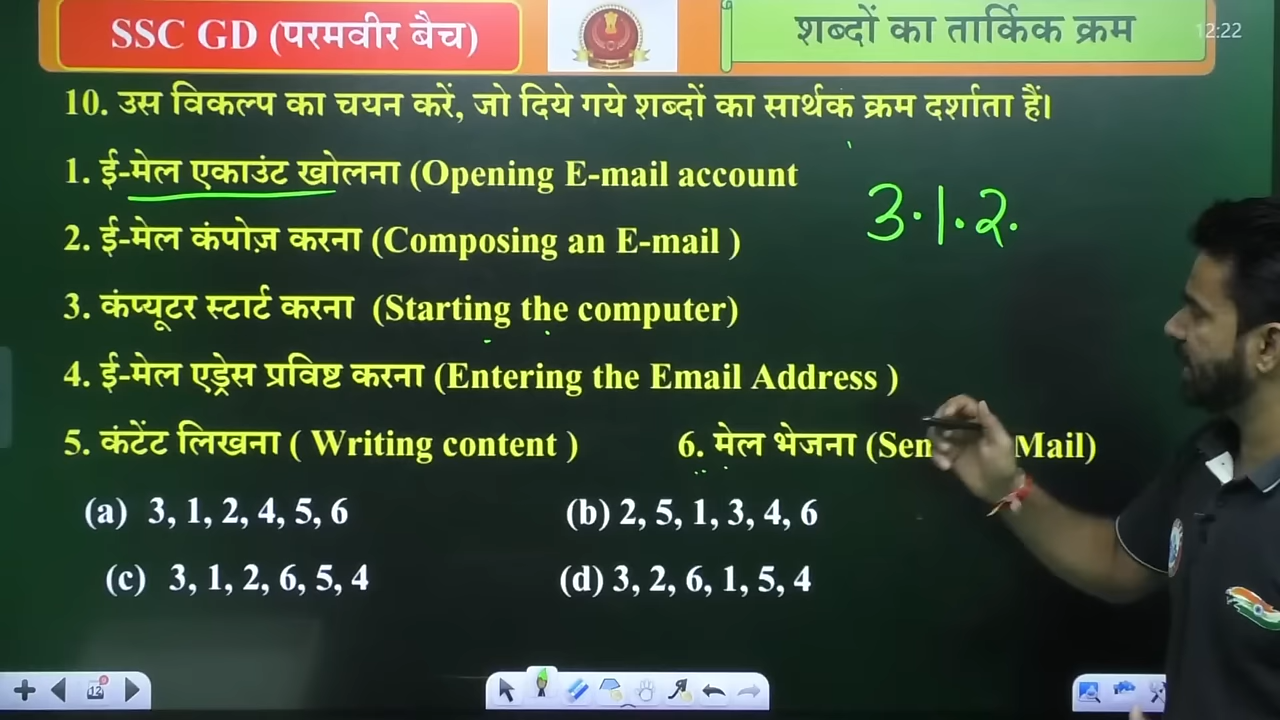 SSC GD (परमवीर बैच)
शब्दों का तार्किक क्रम
12:22
10. उस विकल्प का चयन करें, जो दिये गये शब्दों का सार्थक क्रम दर्शाता हैं।
1. ई-मेल एकाउंट खोलना (Opening E-mail account
3.1.2.
2. ई-मेल कंपोज़ करना (Composing an E-mail )
3. कंप्यूटर स्टार्ट करना (Starting the computer)
4. ई-मेल एड्रेस प्रविष्ट करना (Entering the Email Address )
5. कंटेंट लिखना ( Writing content ) 6. मेल भेजना (Sen Mail)
(a) 3, 1, 2, 4, 5, 6 (b) 2, 5, 1, 3, 4, 6
(c) 3, 1, 2, 6, 5, 4 (d) 3, 2, 6, 1, 5, 4
12